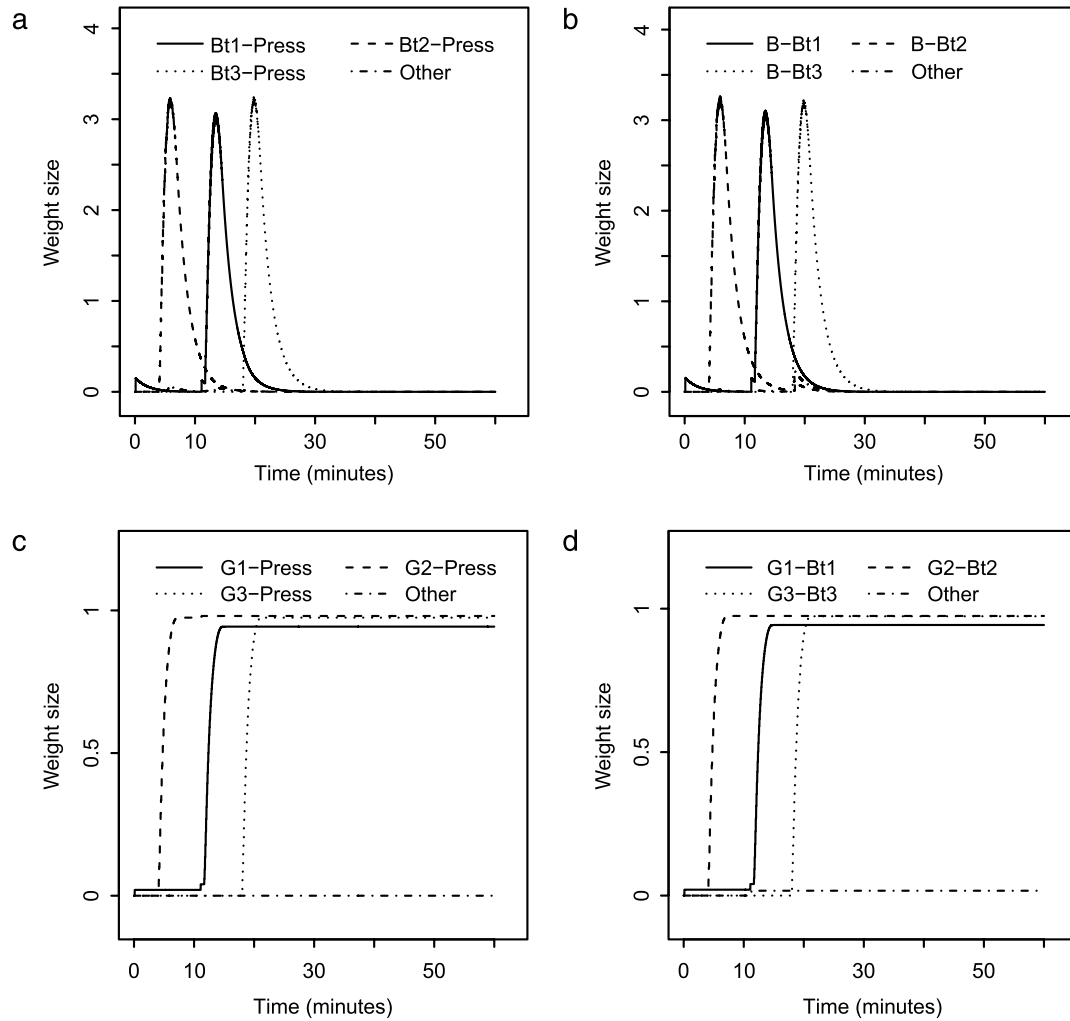 a
Bt1−Press Bt2−Press
Bt3−Press Other
Weight size
0 1 2 3 4
0 10 30 50
Time (minutes)
b
B−Bt1 B−Bt2
B−Bt3 Other
Weight size
0 1 2 3 4
0 10 30 50
Time (minutes)
c
G1−Press G2−Press
G3−Press Other
Weight size
0 0.5 1
0 10 30 50
Time (minutes)
d
G1−Bt1 G2−Bt2
G3−Bt3 Other
Weight size
0 0.5 1
0 10 30 50
Time (minutes)